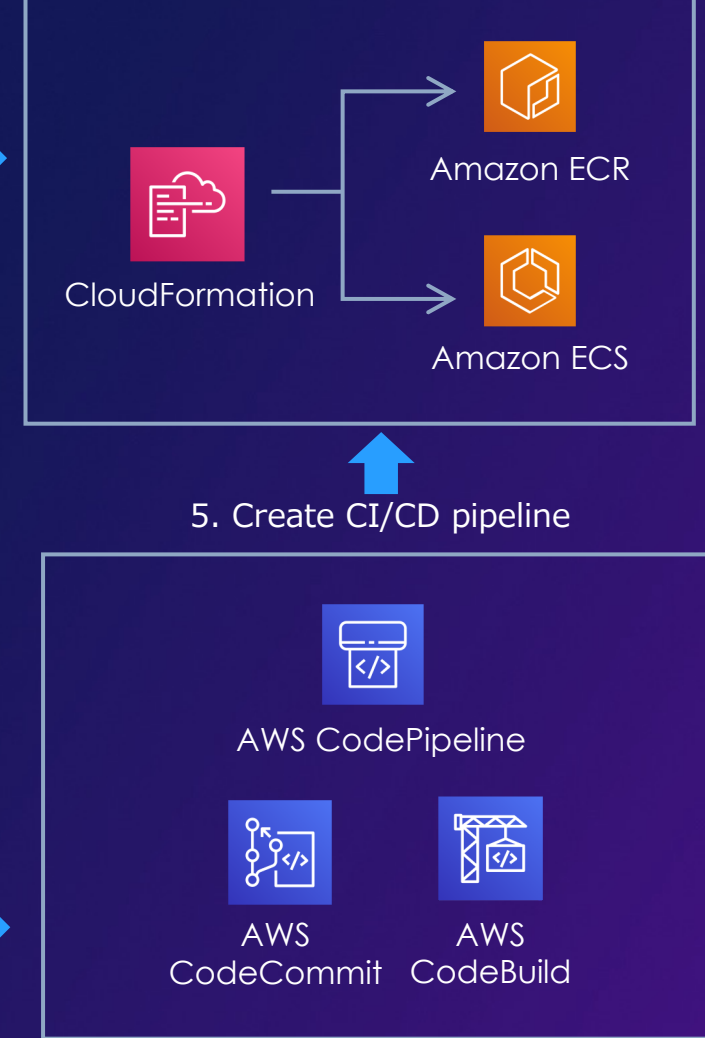 Amazon ECR
CloudFormation
Amazon ECS
5. Create CI/CD pipeline
</>
AWS CodePipeline
</>
</>
AWS
CodeCommit
AWS
CodeBuild